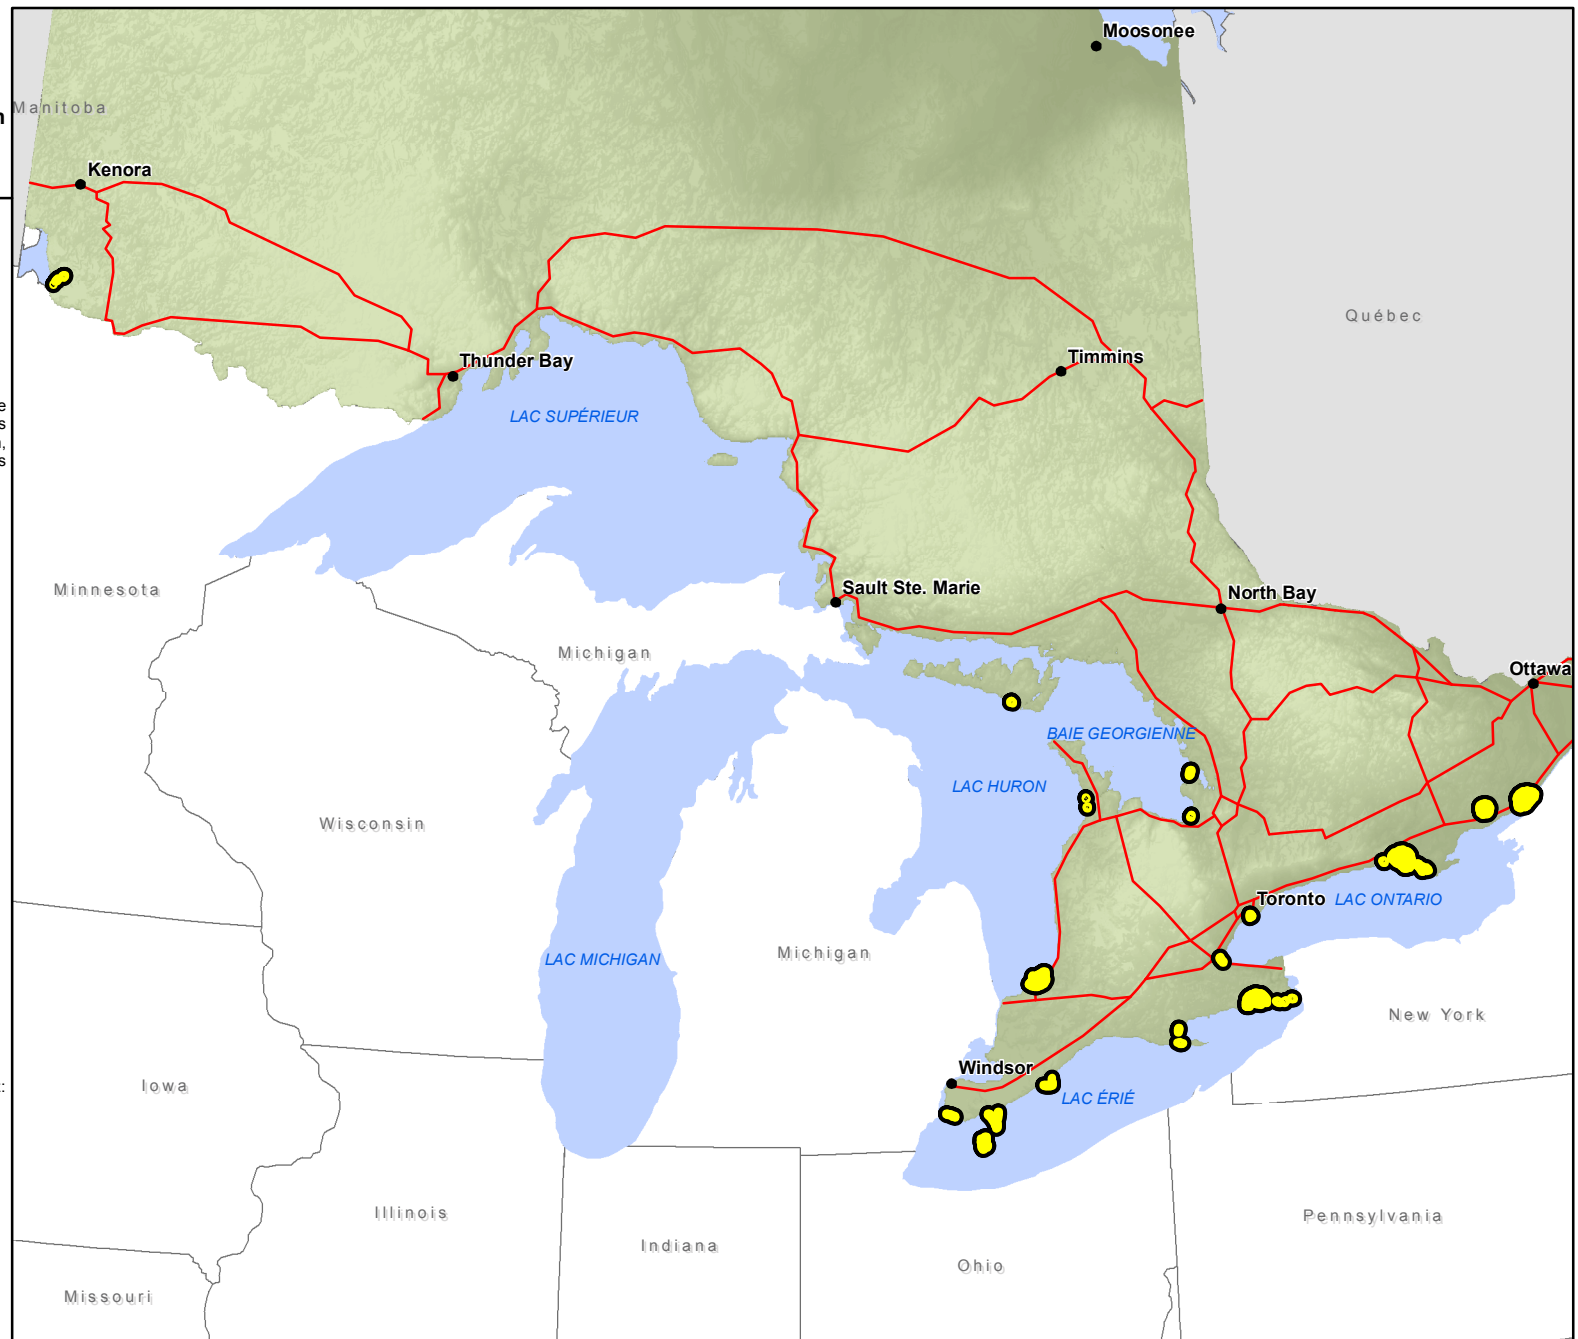 Moosonee
Manitoba
n
Kenora
Québec
Thunder Bay
Timmins
e
s
LAC SUPÉRIEUR
,
s
Minnesota
Sault Ste. Marie
North Bay
Michigan
Ottawa
BAIE GEORGIENNE
LAC HURON
Wisconsin
Toronto
LAC ONTARIO
LAC MICHIGAN
Michigan
New York
Windsor
Iowa
:
LAC ÉRIÉ
Illinois
Pennsylvania
Indiana
Ohio
Missouri